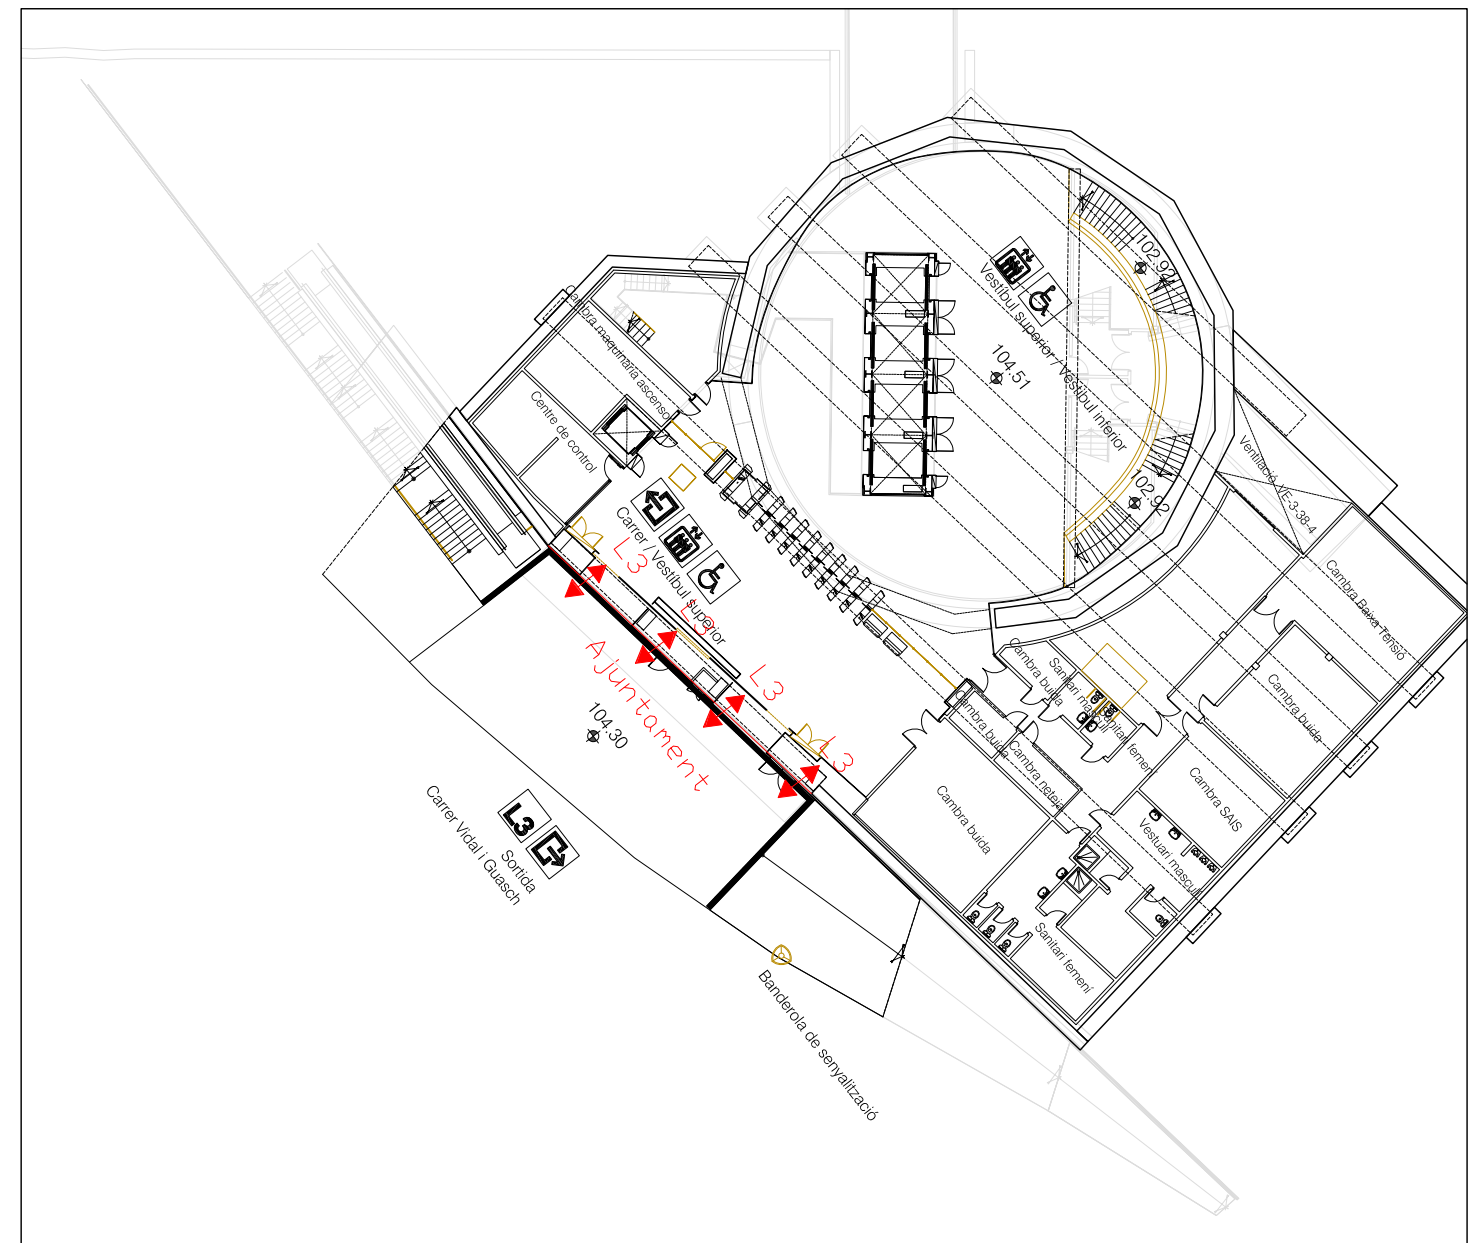 102.92
Vestíbul superior / Vestíbul inferior
104.51
102.92
Ventilació VE-3-38-4
Cambra maquinària ascensor
Centre de control
Carrer / Vestíbul superior
L3
L3
L3
L3
Ajuntament
104.30
L3
Sortida
Carrer Vidal i Guasch
Banderola de senyalització
Cambra Baixa Tensió
Cambra buida
Cambra buida
Sanitari masculí
Sanitari femení
Cambra buida
Cambra neteja
Cambra buida
Cambra SAIS
Vestuari masculí
Sanitari femení